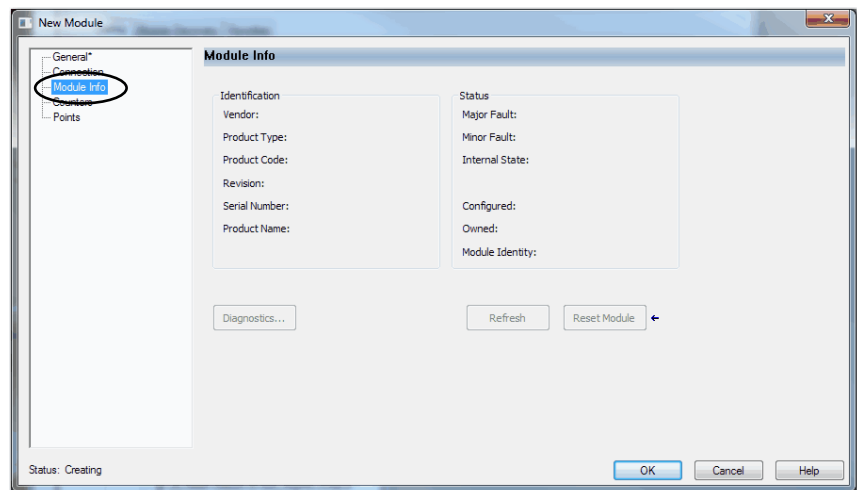 New Module
General*
Connection
Module Info
Counters
Points
Module Info
Identification
Vendor:
Product Type:
Product Code:
Revision:
Serial Number:
Product Name:
Status
Major Fault:
Minor Fault:
Internal State:
Configured:
Owned:
Module Identity:
Diagnostics...
Refresh
Reset Module
Status: Creating
OK
Cancel
Help